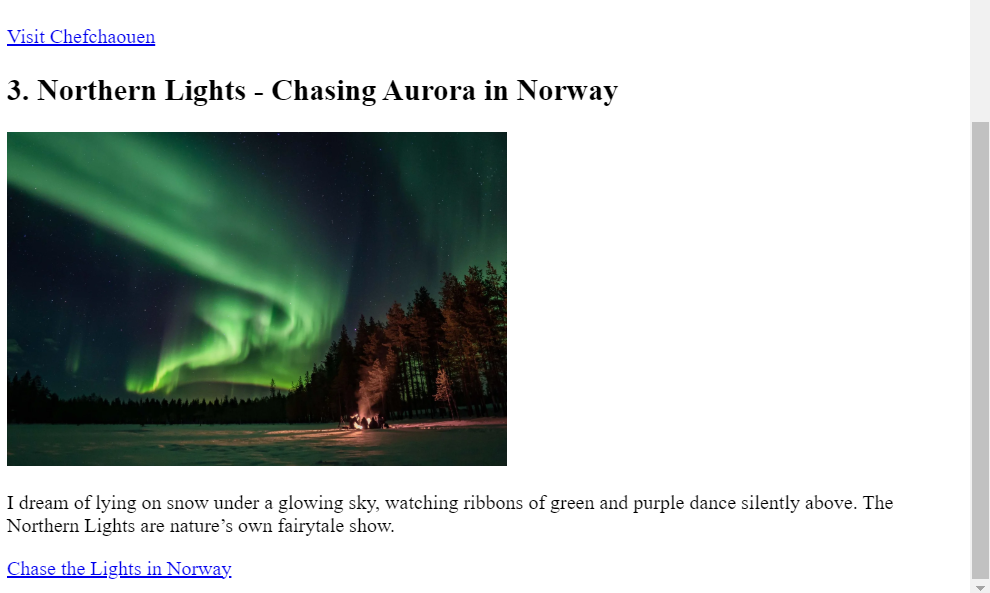 Visit Chefchaouen
3. Northern Lights - Chasing Aurora in Norway
I dream of lying on snow under a glowing sky, watching ribbons of green and purple dance silently above. The
Northern Lights are nature’s own fairytale show.
Chase the Lights in Norway